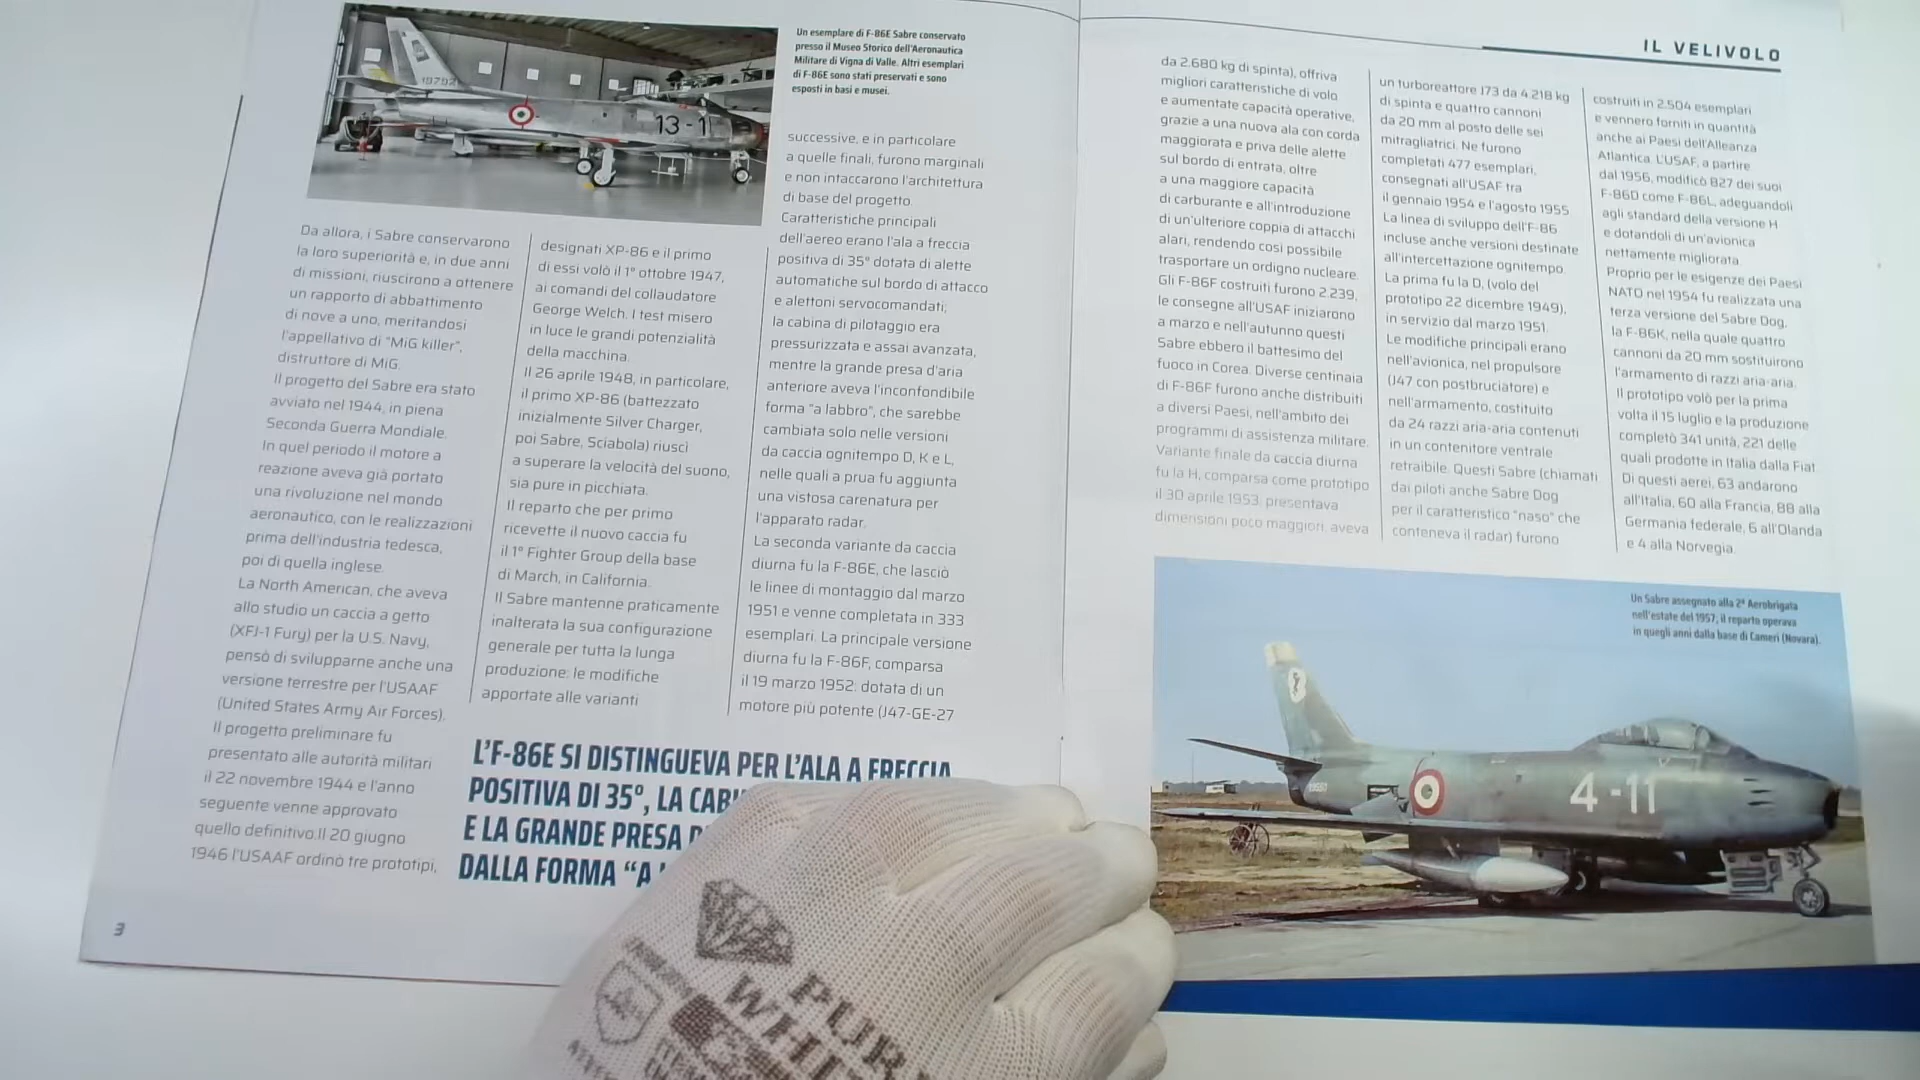 Un esemplare di F-86E Sabre conservato
presso il Museo Storico dell'Aeronautica
Militare di Vigna di Valle. Altri esemplari
di F-86E sono stati preservati e sono
esposti in basi e musei.
19792
13-1
Da allora, i Sabre conservarono
la loro superiorità e, in due anni
di missioni, riuscirono a ottenere
un rapporto di abbattimento
di nove a uno, meritandosi
l'appellativo di "MiG killer",
distruttore di MiG.
Il progetto del Sabre era stato
avviato nel 1944, in piena
Seconda Guerra Mondiale.
In quel periodo il motore a
reazione aveva già portato
una rivoluzione nel mondo
aeronautico, con le realizzazioni
prima dell'industria tedesca,
poi di quella inglese.
La North American, che aveva
allo studio un caccia a getto
(XFJ-1 Fury) per la U.S. Navy,
pensò di svilupparne anche una
versione terrestre per l'USAAF
(United States Army Air Forces).
Il progetto preliminare fu
presentato alle autorità militari
il 22 novembre 1944 e l'anno
seguente venne approvato
quello definitivo.Il 20 giugno
1946 l'USAAF ordinò tre prototipi,
designati XP-86 e il primo
di essi volò il 1° ottobre 1947,
ai comandi del collaudatore
George Welch. I test misero
in luce le grandi potenzialità
della macchina.
Il 26 aprile 1948, in particolare,
il primo XP-86 (battezzato
inizialmente Silver Charger,
poi Sabre, Sciabola) riuscì
a superare la velocità del suono,
sia pure in picchiata.
Il reparto che per primo
ricevette il nuovo caccia fu
il 1° Fighter Group della base
di March, in California.
Il Sabre mantenne praticamente
inalterata la sua configurazione
generale per tutta la lunga
produzione: le modifiche
apportate alle varianti
successive, e in particolare
a quelle finali, furono marginali
e non intaccarono l'architettura
di base del progetto.
Caratteristiche principali
dell'aereo erano l'ala a freccia
positiva di 35° dotata di alette
automatiche sul bordo di attacco
e alettoni servocomandati;
la cabina di pilotaggio era
pressurizzata e assai avanzata,
mentre la grande presa d'aria
anteriore aveva l'inconfondibile
forma "a labbro", che sarebbe
cambiata solo nelle versioni
da caccia ognitempo D, K e L,
nelle quali a prua fu aggiunta
una vistosa carenatura per
l'apparato radar.
La seconda variante da caccia
diurna fu la F-86E, che lasciò
le linee di montaggio dal marzo
1951 e venne completata in 333
esemplari. La principale versione
diurna fu la F-86F, comparsa
il 19 marzo 1952: dotata di un
motore più potente (J47-GE-27
L'F-86E SI DISTINGUEVA PER L'ALA A FRECCIA
POSITIVA DI 35°, LA
E LA GRANDE PRESA
DALLA FORMA "A
3
IL VELIVOLO
da 2.680 kg di spinta), offriva
migliori caratteristiche di volo
e aumentate capacità operative,
grazie a una nuova ala con corda
maggiorata e priva delle alette
sul bordo di entrata, oltre
a una maggiore capacità
di carburante e all'introduzione
di un'ulteriore coppia di attacchi
alari, rendendo così possibile
trasportare un ordigno nucleare.
Gli F-86F costruiti furono 2.239,
le consegne all'USAF iniziarono
a marzo e nell'autunno questi
Sabre ebbero il battesimo del
fuoco in Corea. Diverse centinaia
di F-86F furono anche distribuiti
a diversi Paesi, nell'ambito dei
programmi di assistenza militare.
Variante finale da caccia diurna
fu la H, comparsa come prototipo
il 30 aprile 1953: presentava
dimensioni poco maggiori, aveva
un turboreattore J73 da 4.218 kg
di spinta e quattro cannoni
da 20 mm al posto delle sei
mitragliatrici. Ne furono
completati 477 esemplari,
consegnati all'USAF tra
il gennaio 1954 e l'agosto 1955.
La linea di sviluppo dell'F-86
incluse anche versioni destinate
all'intercettazione ognitempo.
La prima fu la D, (volo del
prototipo 22 dicembre 1949),
in servizio dal marzo 1951.
Le modifiche principali erano
nell'avionica, nel propulsore
(J47 con postbruciatore) e
nell'armamento, costituito
da 24 razzi aria-aria contenuti
in un contenitore ventrale
retraibile. Questi Sabre (chiamati
dai piloti anche Sabre Dog
per il caratteristico "naso" che
conteneva il radar) furono
costruiti in 2.504 esemplari
e vennero forniti in quantità
anche ai Paesi dell'Alleanza
Atlantica. L'USAF, a partire
dal 1956, modificò 827 dei suoi
F-86D come F-86L, adeguandoli
agli standard della versione H
e dotandoli di un'avionica
nettamente migliorata.
Proprio per le esigenze dei Paesi
NATO nel 1954 fu realizzata una
terza versione del Sabre Dog,
la F-86K, nella quale quattro
cannoni da 20 mm sostituirono
l'armamento di razzi aria-aria.
Il prototipo volò per la prima
volta il 15 luglio e la produzione
completò 341 unità, 221 delle
quali prodotte in Italia dalla Fiat.
Di questi aerei, 63 andarono
all'Italia, 60 alla Francia, 88 alla
Germania federale, 6 all'Olanda
e 4 alla Norvegia.
Un Sabre assegnato alla 2ª Aerobrigata
nell'estate del 1957; il reparto operava
in quegli anni dalla base di Cameri (Novara).
4-11
PUR
WHI